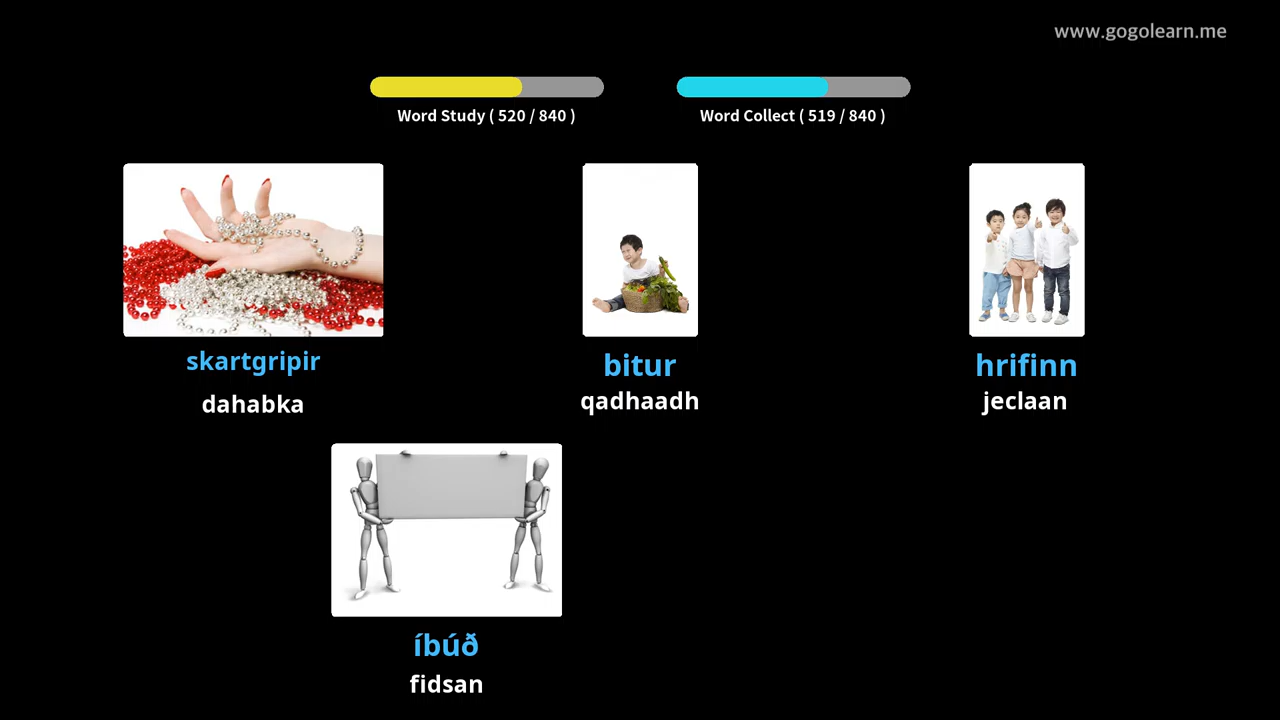 www.gogolearn.me
Word Study ( 520 / 840 )
Word Collect ( 519 / 840 )
skartgripir
dahabka
bitur
qadhaadh
hrifinn
jeclaan
íbúð
fidsan